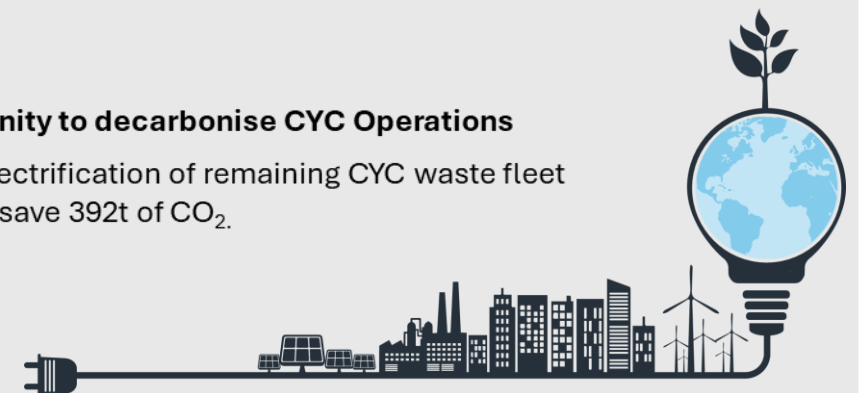 nity to decarbonise CYC Operations
ectrification of remaining CYC waste fleet
save 392t of CO₂.